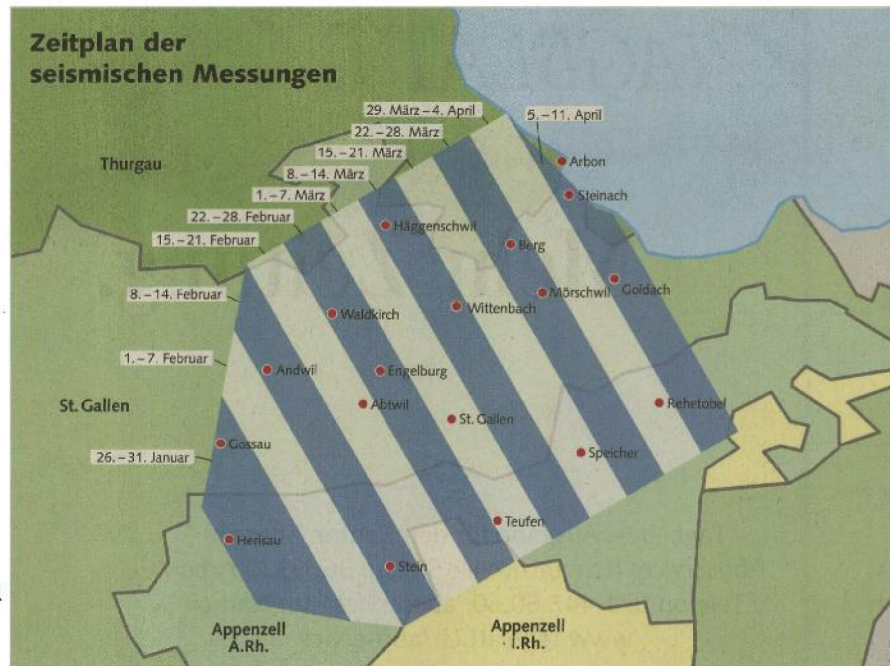 Zeitplan der
seismischen Messungen
29. März – 4. April
5. – 11. April
22. – 28. März
15. – 21. März
8. – 14. März
1. – 7. März
22. – 28. Februar
15. – 21. Februar
8. – 14. Februar
1. – 7. Februar
26. – 31. Januar
Thurgau
Arbon
Steinach
Häggenschwil
Berg
Goldach
Mörschwil
Wittenbach
Waldkirch
Andwil
Engelburg
Abtwil
St. Gallen
St. Gallen
Rehetobel
Gossau
Speicher
Teufen
Herisau
Stein
Appenzell
A.Rh.
Appenzell
I.Rh.